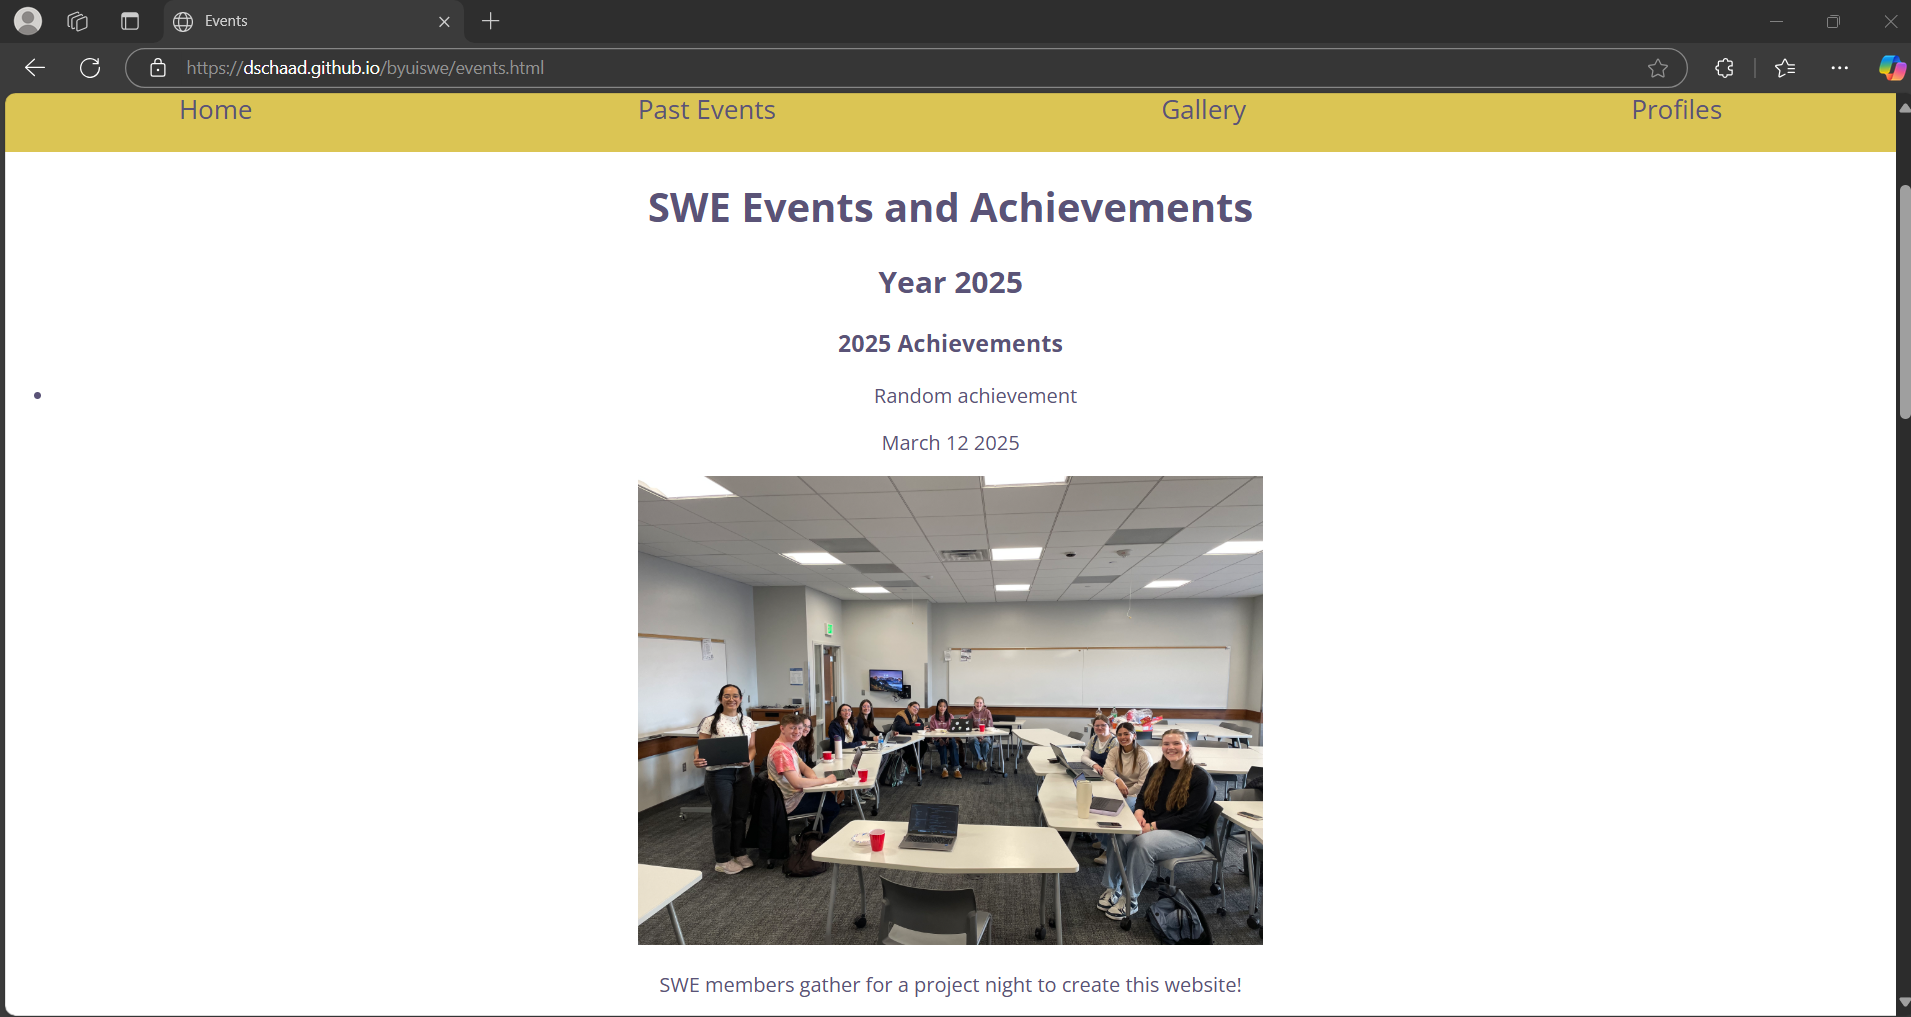 Events
https://dschaad.github.io/byuiswe/events.html
Home Past Events Gallery Profiles
SWE Events and Achievements
Year 2025
2025 Achievements
• Random achievement
March 12 2025
SWE members gather for a project night to create this website!